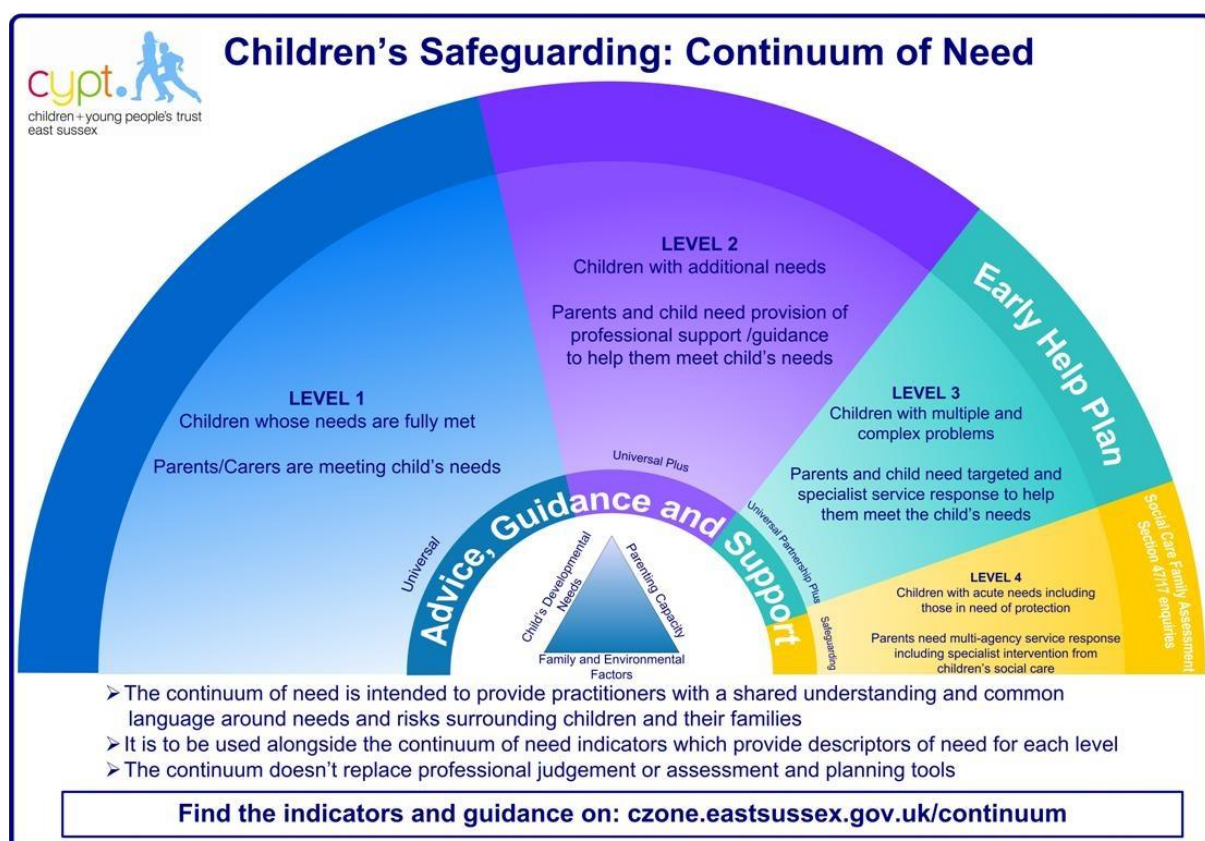 cypt.
children + young people's trust
east sussex
Children's Safeguarding: Continuum of Need
LEVEL 1
Children whose needs are fully met
Parents/Carers are meeting child's needs
LEVEL 2
Children with additional needs
Parents and child need provision of
professional support /guidance
to help them meet child's needs
LEVEL 3
Children with multiple and
complex problems
Parents and child need targeted and
specialist service response to help
them meet the child's needs
Early Help Plan
LEVEL 4
Children with acute needs including
those in need of protection
Parents need multi-agency service response
including specialist intervention from
children's social care
Social Care Family Assessment
Section 47/17 enquiries
Universal
Universal Plus
Universal Partnership Plus
Safeguarding
Advice, Guidance and Support
Child's Developmental
Needs
Parenting Capacity
Family and Environmental
Factors
➢ The continuum of need is intended to provide practitioners with a shared understanding and common
language around needs and risks surrounding children and their families
➢ It is to be used alongside the continuum of need indicators which provide descriptors of need for each level
➢ The continuum doesn't replace professional judgement or assessment and planning tools
Find the indicators and guidance on: czone.eastsussex.gov.uk/continuum